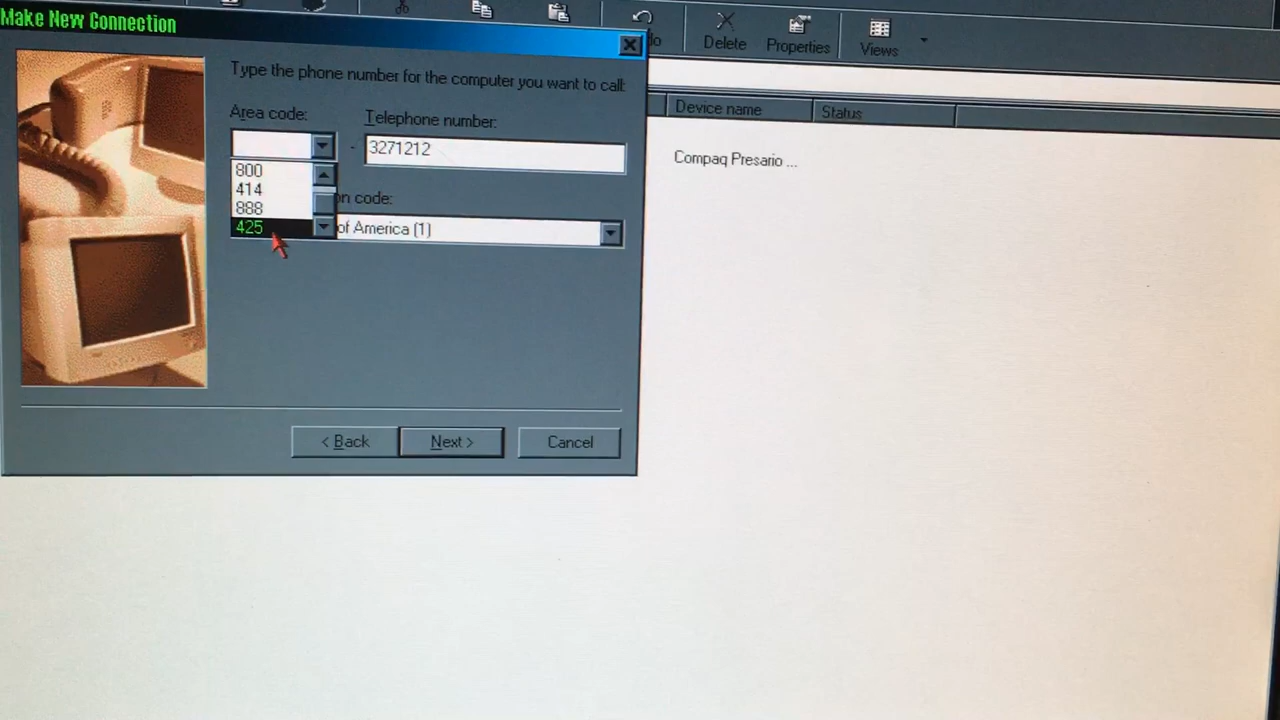 Make New Connection
Delete
Properties
Views
Type the phone number for the computer you want to call:
Area code:
Telephone number:
3271212
800
414
888
425
on code:
of America (1)
< Back
Next >
Cancel
Device name
Status
Compaq Presario ...